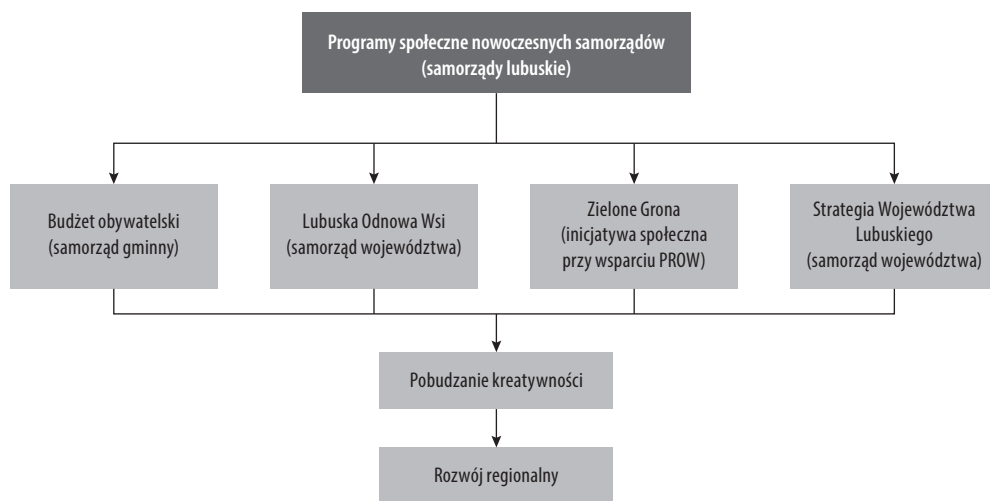 Programy społeczne nowoczesnych samorządów
(samorządy lubuskie)
Budżet obywatelski
(samorząd gminny)
Lubuska Odnowa Wsi
(samorząd województwa)
Zielone Grona
(inicjatywa społeczna
przy wsparciu PROW)
Strategia Województwa
Lubuskiego
(samorząd województwa)
Pobudzanie kreatywności
Rozwój regionalny